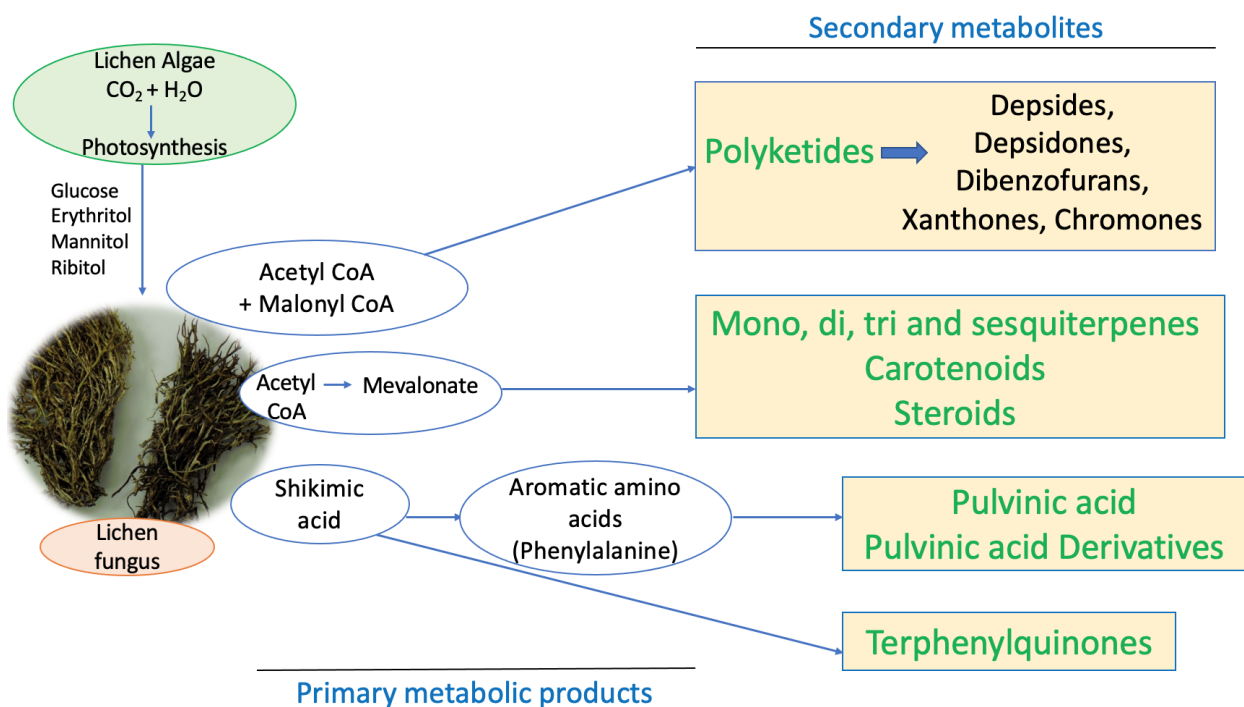 Secondary metabolites
Lichen Algae
CO₂ + H₂O
Photosynthesis
Glucose
Erythritol
Mannitol
Ribitol
Acetyl CoA
+ Malonyl CoA
Polyketides
Depsides,
Depsidones,
Dibenzofurans,
Xanthones, Chromones
Acetyl
CoA
Mevalonate
Mono, di, tri and sesquiterpenes
Carotenoids
Steroids
Shikimic
acid
Aromatic amino
acids
(Phenylalanine)
Pulvinic acid
Pulvinic acid Derivatives
Lichen
fungus
Terphenylquinones
Primary metabolic products